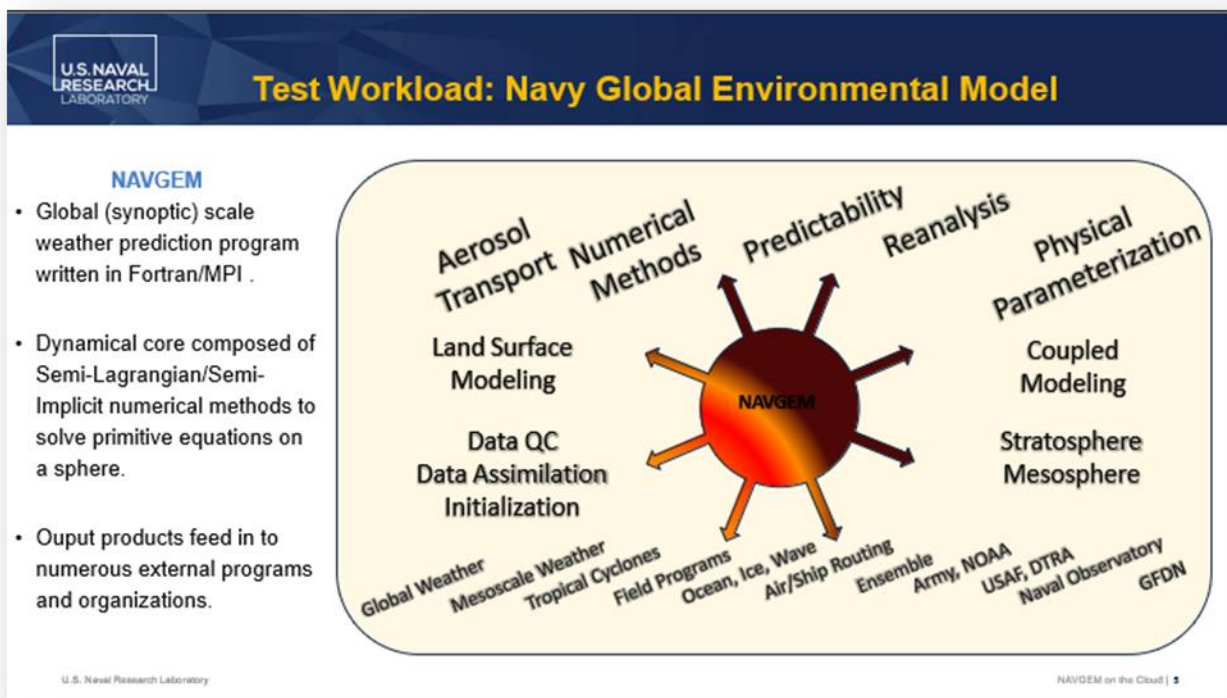 U.S. NAVAL
RESEARCH
LABORATORY
Test Workload: Navy Global Environmental Model
NAVGEM
• Global (synoptic) scale
weather prediction program
written in Fortran/MPI .
• Dynamical core composed of
Semi-Lagrangian/Semi-
Implicit numerical methods to
solve primitive equations on
a sphere.
• Ouput products feed in to
numerous external programs
and organizations.
Aerosol
Transport
Numerical
Methods
Predictability
Reanalysis
Physical
Parameterization
Land Surface
Modeling
NAVGEM
Coupled
Modeling
Data QC
Data Assimilation
Initialization
Stratosphere
Mesosphere
Global Weather
Mesoscale Weather
Tropical Cyclones
Field Programs
Ocean, Ice, Wave
Air/Ship Routing
Ensemble
Army, NOAA
USAF, DTRA
Naval Observatory
GFDN
U.S. Naval Research Laboratory
NAVGEM on the Cloud | 5